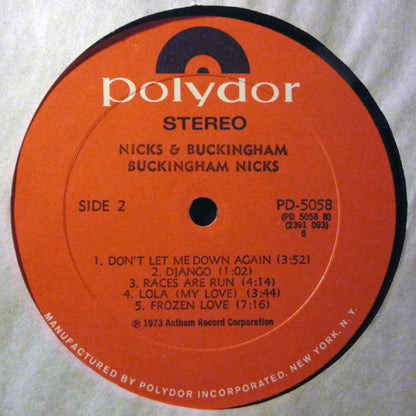 polydor
STEREO
NICKS & BUCKINGHAM
BUCKINGHAM NICKS
SIDE 2
PD-5058
(PD 5058 B)
(2391 093)
6
1. DON'T LET ME DOWN AGAIN (3:52)
2. DJANGO (1:02)
3. RACES ARE RUN (4:14)
4. LOLA (MY LOVE) (3:44)
5. FROZEN LOVE (7:16)
℗ 1973 Anthem Record Corporation
MANUFACTURED BY POLYDOR INCORPORATED. NEW YORK, N.Y.